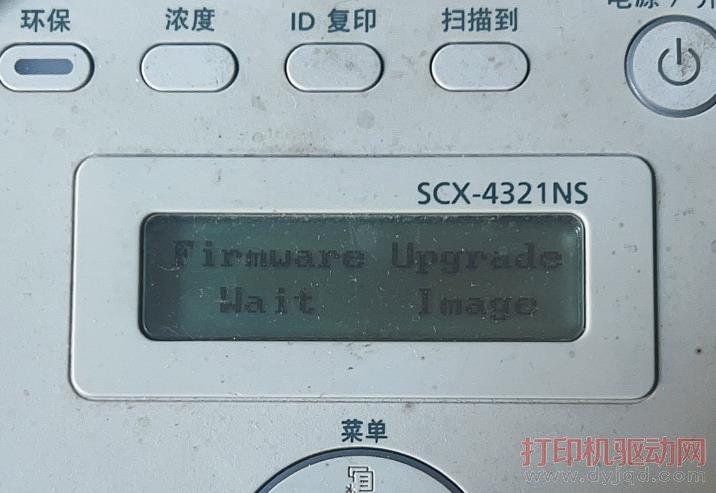 环保 浓度 ID 复印 扫描到
SCX-4321NS
Firmware Upgrade
Wait Image
菜单
打印机驱动网
www.dyjqd.com